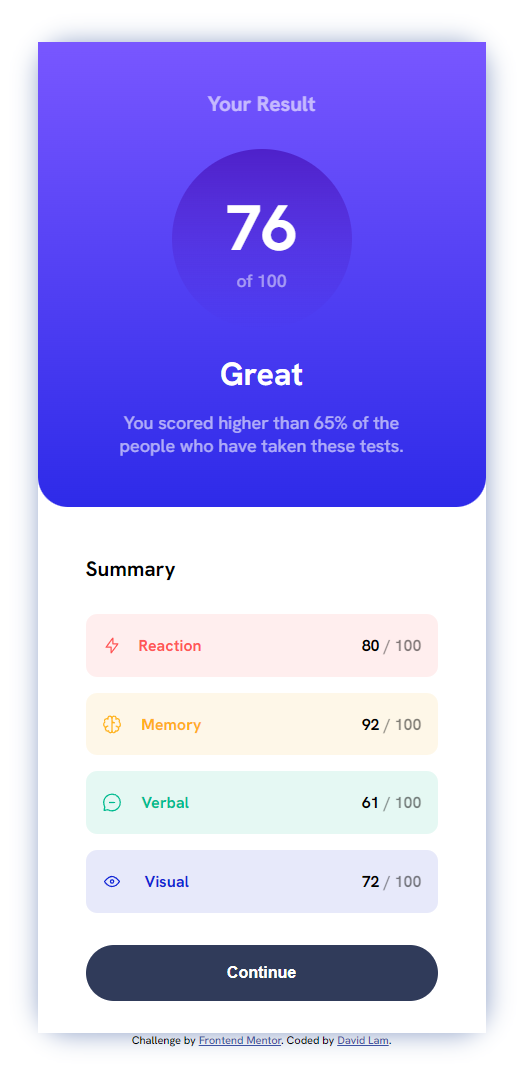 Your Result
76
of 100
Great
You scored higher than 65% of the
people who have taken these tests.
Summary
Reaction 80 / 100
Memory 92 / 100
Verbal 61 / 100
Visual 72 / 100
Continue
Challenge by Frontend Mentor. Coded by David Lam.